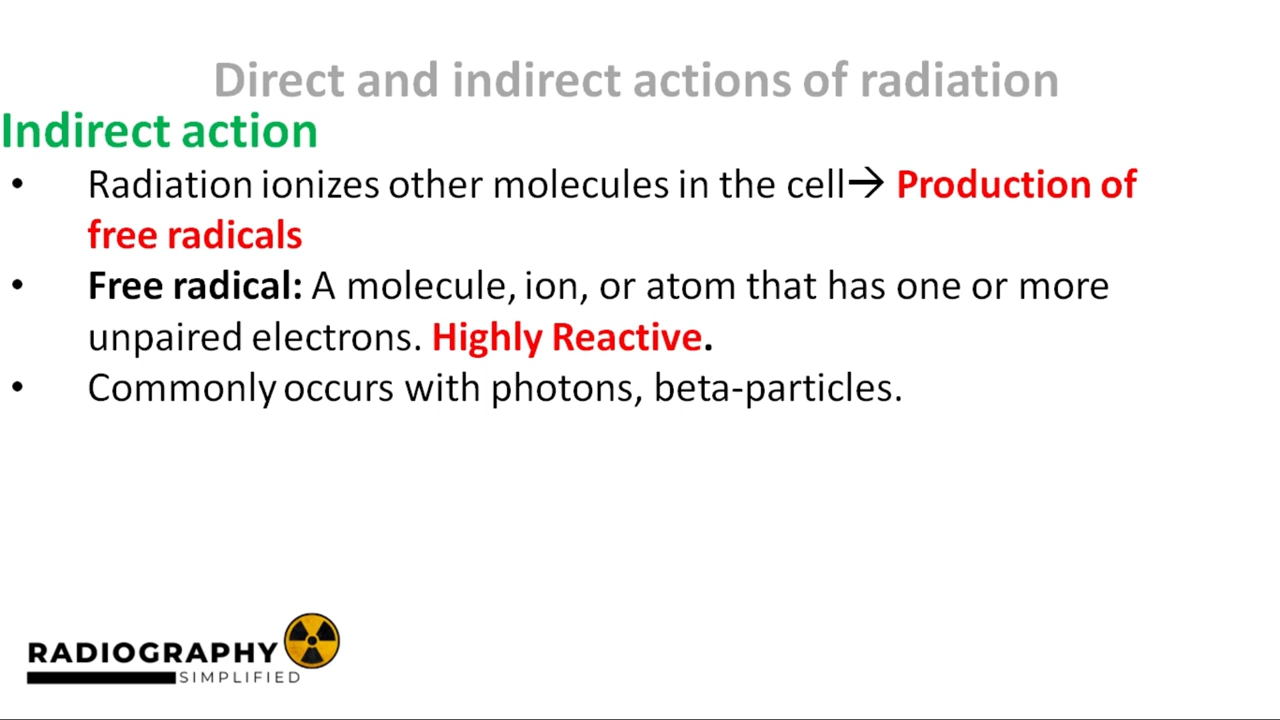 Direct and indirect actions of radiation
Indirect action
• Radiation ionizes other molecules in the cell→ Production of
free radicals
• Free radical: A molecule, ion, or atom that has one or more
unpaired electrons. Highly Reactive.
• Commonly occurs with photons, beta-particles.
RADIOGRAPHY
SIMPLIFIED